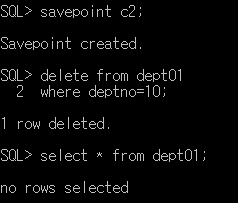 SQL> savepoint c2;
Savepoint created.
SQL> delete from dept01
2 where deptno=10;
1 row deleted.
SQL> select * from dept01;
no rows selected